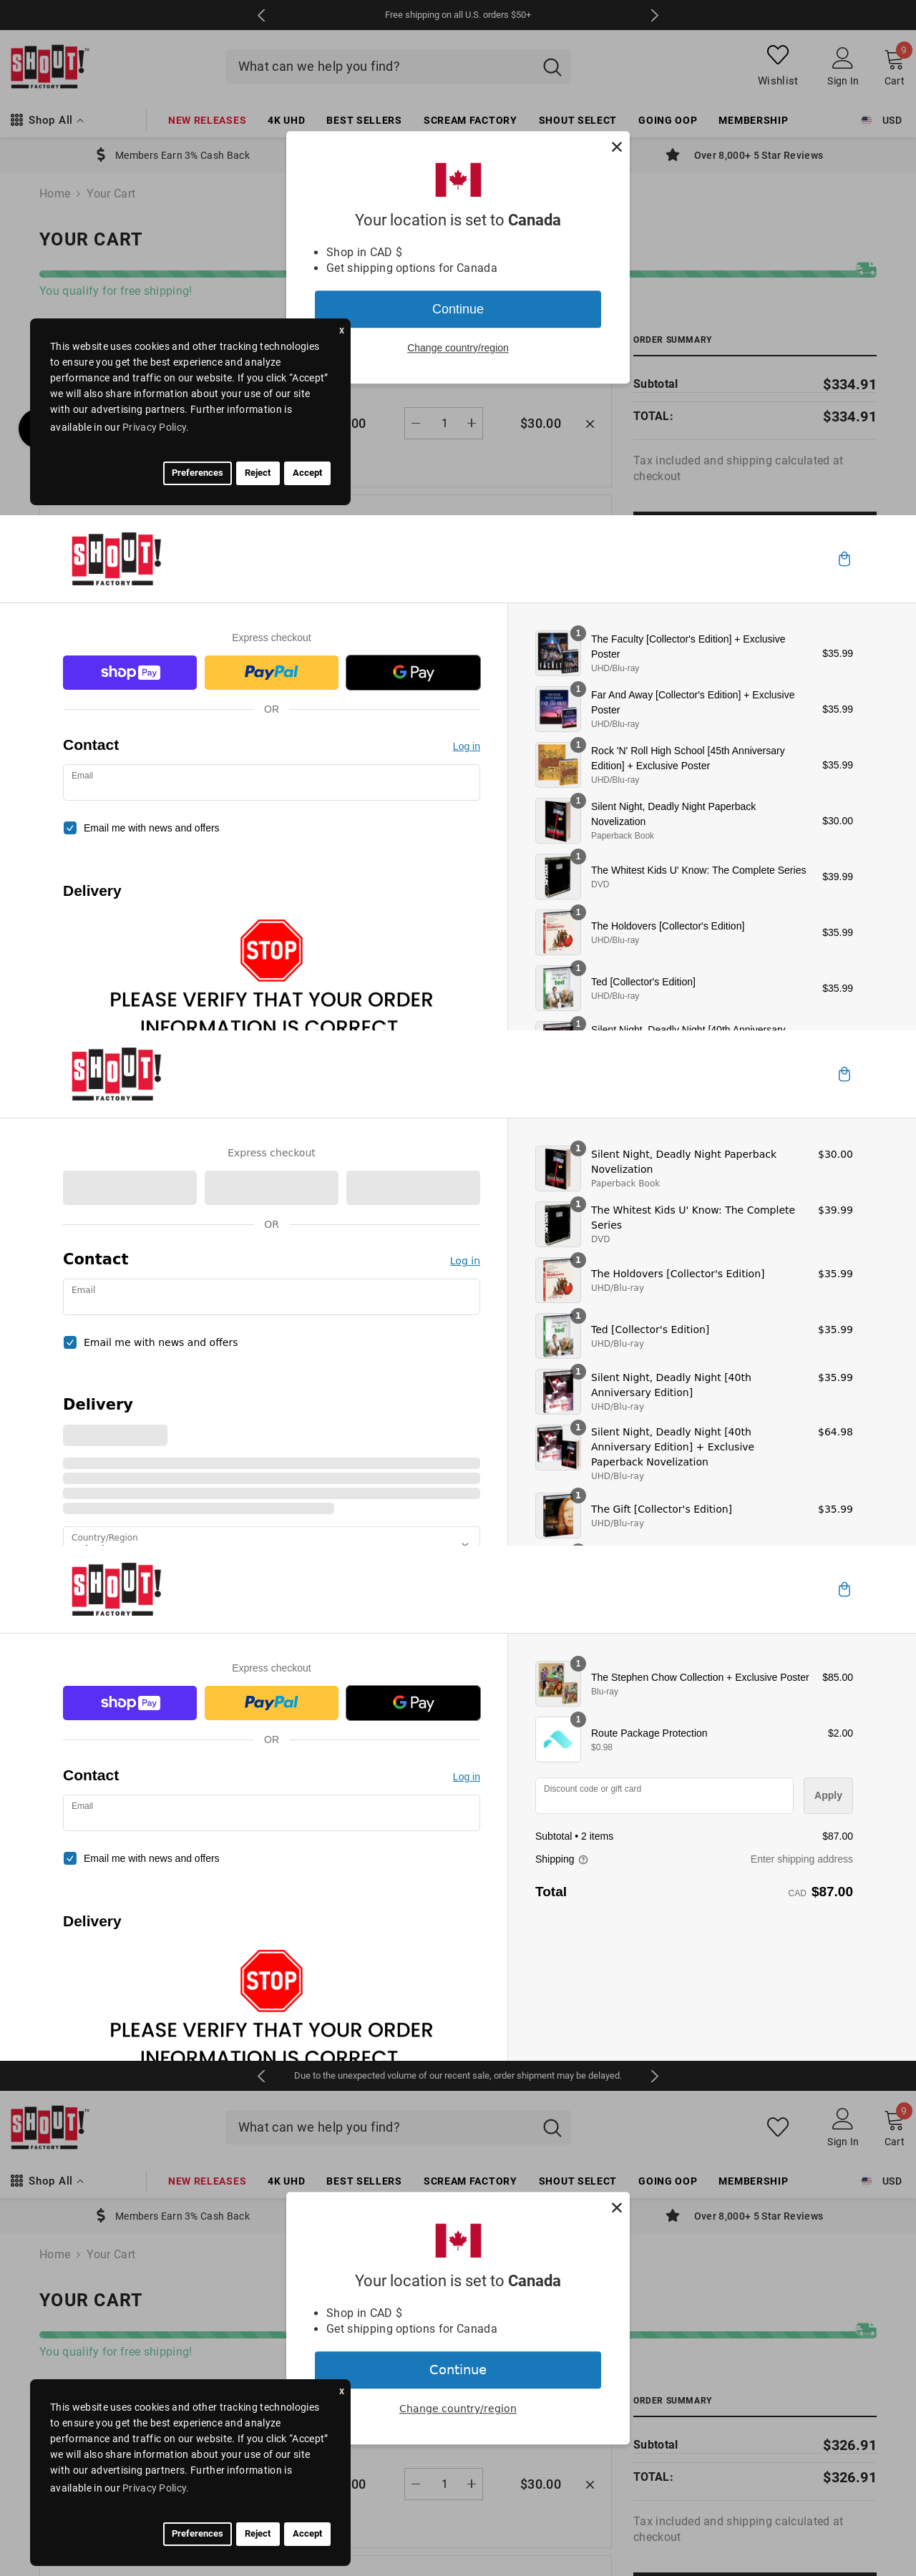 Free shipping on all U.S. orders $50+
SHOUT!
FACTORY
What can we help you find?
Wishlist
Sign In
9
Cart
Shop All
NEW RELEASES
4K UHD
BEST SELLERS
SCREAM FACTORY
SHOUT SELECT
GOING OOP
MEMBERSHIP
USD
Members Earn 3% Cash Back
Over 8,000+ 5 Star Reviews
Home > Your Cart
YOUR CART
You qualify for free shipping!
Your location is set to Canada
• Shop in CAD $
• Get shipping options for Canada
Continue
Change country/region
x
This website uses cookies and other tracking technologies
to ensure you get the best experience and analyze
performance and traffic on our website. If you click “Accept”
we will also share information about your use of our site
with our advertising partners. Further information is
available in our Privacy Policy.
Preferences
Reject
Accept
00
1
$30.00
ORDER SUMMARY
Subtotal
$334.91
TOTAL:
$334.91
Tax included and shipping calculated at
checkout
SHOUT!
FACTORY
Express checkout
shop Pay
PayPal
G Pay
OR
Contact
Log in
Email
Email me with news and offers
Delivery
STOP
PLEASE VERIFY THAT YOUR ORDER
INFORMATION IS CORRECT
1
The Faculty [Collector's Edition] + Exclusive
Poster
UHD/Blu-ray
$35.99
1
Far And Away [Collector's Edition] + Exclusive
Poster
UHD/Blu-ray
$35.99
1
Rock 'N' Roll High School [45th Anniversary
Edition] + Exclusive Poster
UHD/Blu-ray
$35.99
1
Silent Night, Deadly Night Paperback
Novelization
Paperback Book
$30.00
1
The Whitest Kids U' Know: The Complete Series
DVD
$39.99
1
The Holdovers [Collector's Edition]
UHD/Blu-ray
$35.99
1
Ted [Collector's Edition]
UHD/Blu-ray
$35.99
1
Silent Night, Deadly Night [40th Anniversary
SHOUT!
FACTORY
Express checkout
OR
Contact
Log in
Email
Email me with news and offers
Delivery
Country/Region
1
Silent Night, Deadly Night Paperback
Novelization
Paperback Book
$30.00
1
The Whitest Kids U' Know: The Complete
Series
DVD
$39.99
1
The Holdovers [Collector's Edition]
UHD/Blu-ray
$35.99
1
Ted [Collector's Edition]
UHD/Blu-ray
$35.99
1
Silent Night, Deadly Night [40th
Anniversary Edition]
UHD/Blu-ray
$35.99
1
Silent Night, Deadly Night [40th
Anniversary Edition] + Exclusive
Paperback Novelization
UHD/Blu-ray
$64.98
1
The Gift [Collector's Edition]
UHD/Blu-ray
$35.99
SHOUT!
FACTORY
Express checkout
shop Pay
PayPal
G Pay
OR
Contact
Log in
Email
Email me with news and offers
Delivery
STOP
PLEASE VERIFY THAT YOUR ORDER
INFORMATION IS CORRECT
1
The Stephen Chow Collection + Exclusive Poster
Blu-ray
$85.00
1
Route Package Protection
$0.98
$2.00
Discount code or gift card
Apply
Subtotal • 2 items
$87.00
Shipping
Enter shipping address
Total
CAD $87.00
Due to the unexpected volume of our recent sale, order shipment may be delayed.
SHOUT!
FACTORY
What can we help you find?
Sign In
9
Cart
Shop All
NEW RELEASES
4K UHD
BEST SELLERS
SCREAM FACTORY
SHOUT SELECT
GOING OOP
MEMBERSHIP
USD
Members Earn 3% Cash Back
Over 8,000+ 5 Star Reviews
Home > Your Cart
YOUR CART
You qualify for free shipping!
Your location is set to Canada
• Shop in CAD $
• Get shipping options for Canada
Continue
Change country/region
x
This website uses cookies and other tracking technologies
to ensure you get the best experience and analyze
performance and traffic on our website. If you click “Accept”
we will also share information about your use of our site
with our advertising partners. Further information is
available in our Privacy Policy.
Preferences
Reject
Accept
00
1
$30.00
ORDER SUMMARY
Subtotal
$326.91
TOTAL:
$326.91
Tax included and shipping calculated at
checkout